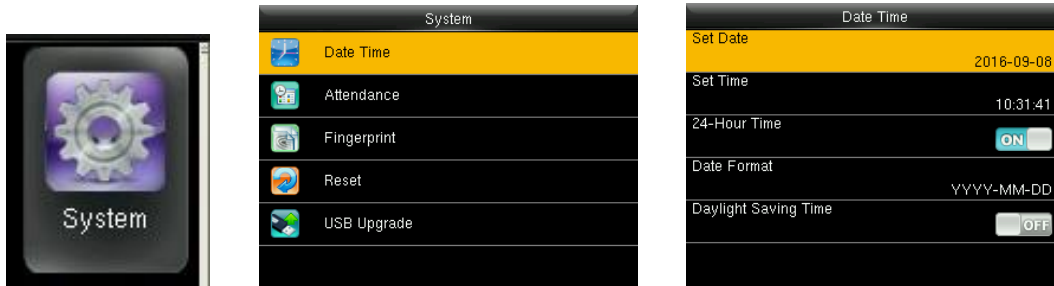 System
System
Date Time
Attendance
Fingerprint
Reset
USB Upgrade
Date Time
Set Date
2016-09-08
Set Time
10:31:41
24-Hour Time
ON
Date Format
YYYY-MM-DD
Daylight Saving Time
OFF